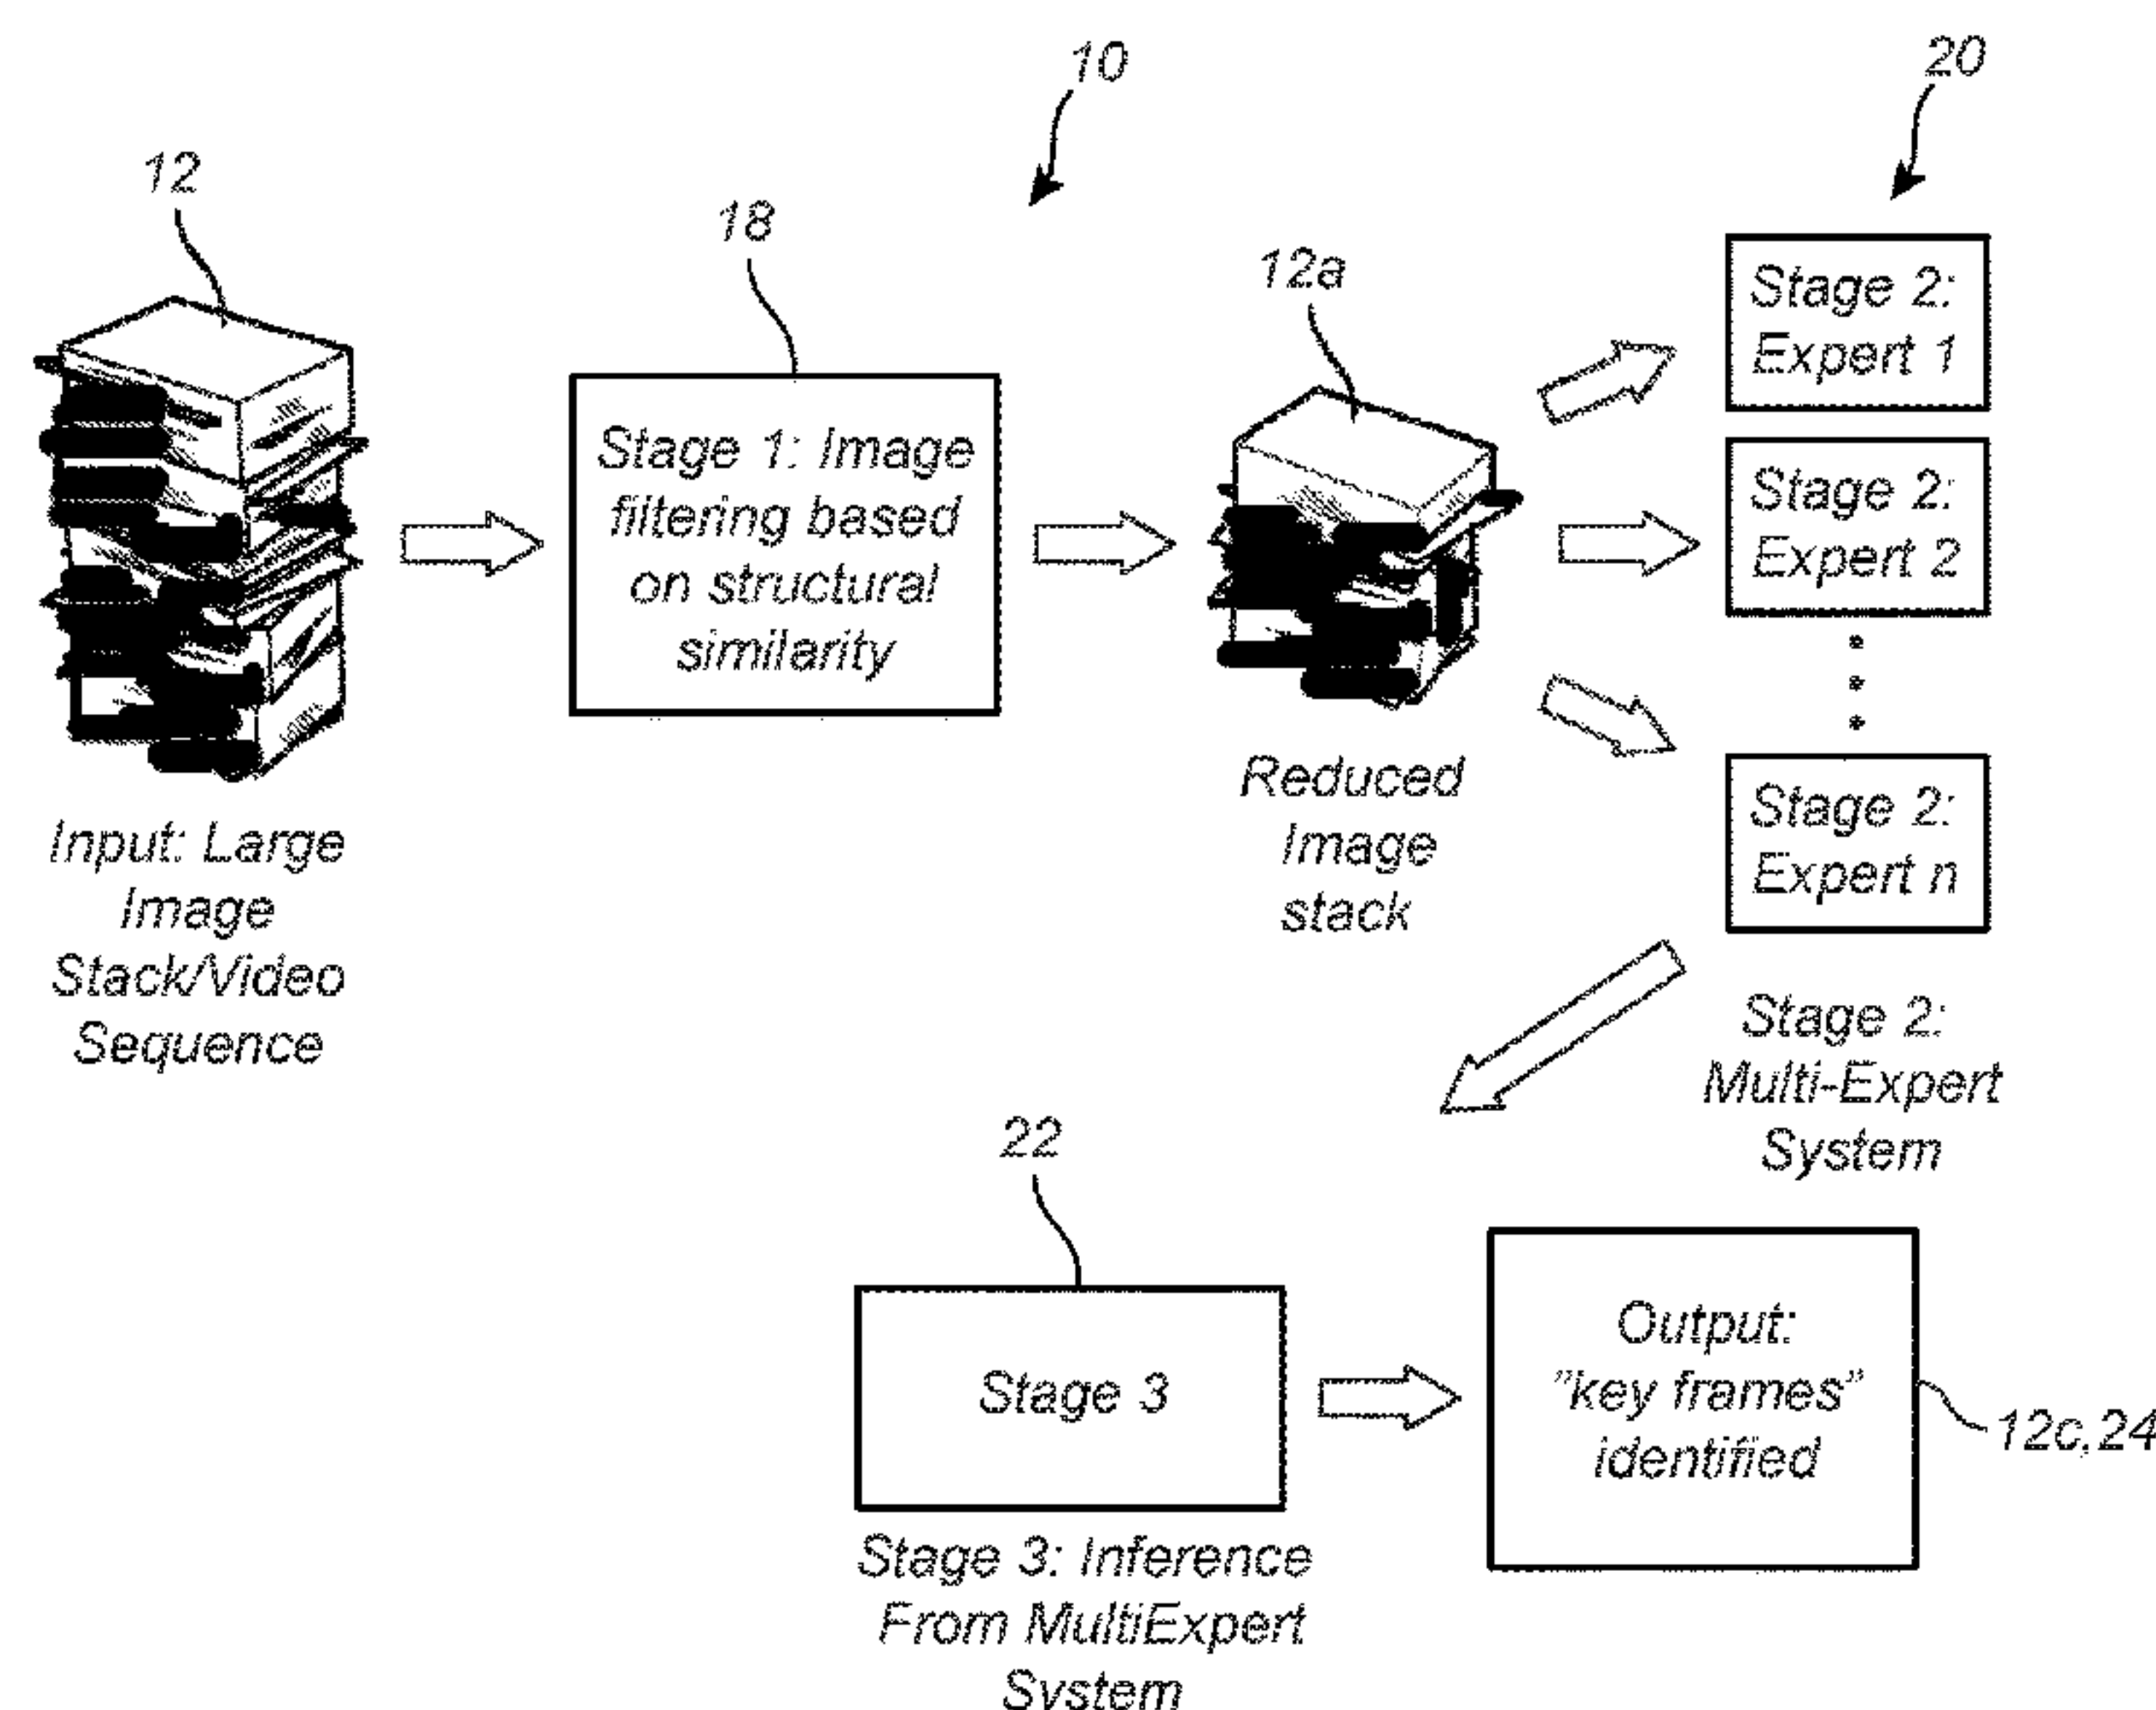 10
20
12
18
12a
Stage 1: Image
filtering based
on structural
similarity
Stage 2:
Expert 1
Stage 2:
Expert 2
Stage 2:
Expert n
Input: Large
Image
Stack/Video
Sequence
Reduced
Image
stack
Stage 2:
Multi-Expert
System
22
Stage 3
Stage 3: Inference
From MultiExpert
System
Output:
"key frames"
identified
12c,24